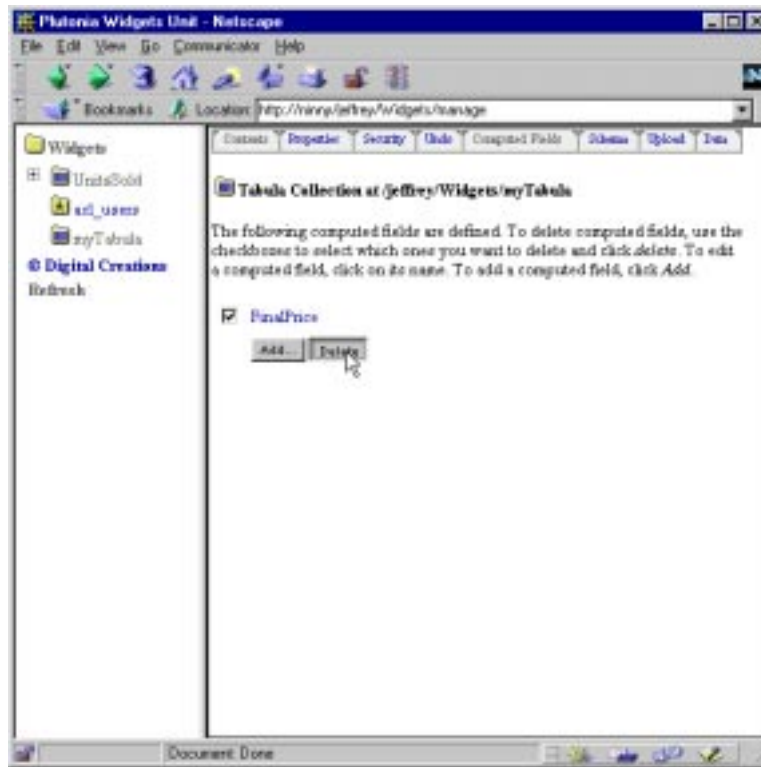 Plutonia Widgets Unit - Netscape
File Edit View Go Communicator Help
Bookmarks Location: http://ninny/jeffrey/Widgets/manage
Widgets
UnitsSold
acl_users
myTabula
© Digital Creations
Refresh
Contents Properties Security Undo Computed Fields Schema Upload Data
Tabula Collection at /jeffrey/Widgets/myTabula
The following computed fields are defined. To delete computed fields, use the
checkboxes to select which ones you want to delete and click delete. To edit
a computed field, click on its name. To add a computed field, click Add.
FinalPrice
Add... Delete
Document: Done